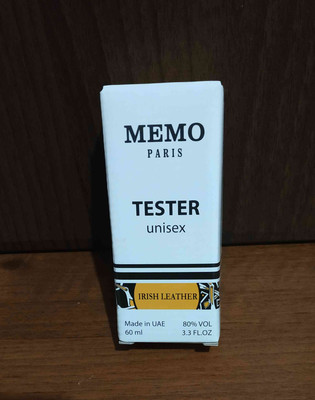 MEMO
PARIS
TESTER
unisex
IRISH LEATHER
Made in UAE 80% VOL
60 ml 3.3 FL.OZ